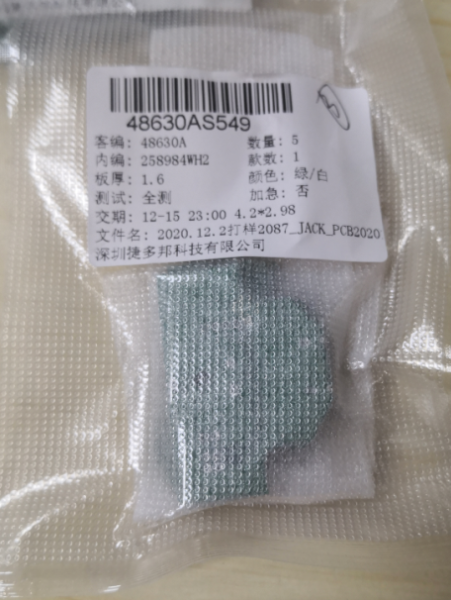 48630AS549
客编: 48630A 数量: 5
内编: 258984WH2 款数: 1
板厚: 1.6 颜色: 绿/白
测试: 全测 加急: 否
交期: 12-15 23:00 4.2*2.98
文件名: 2020.12.2打样2087_JACK_PCB2020
深圳捷多邦科技有限公司